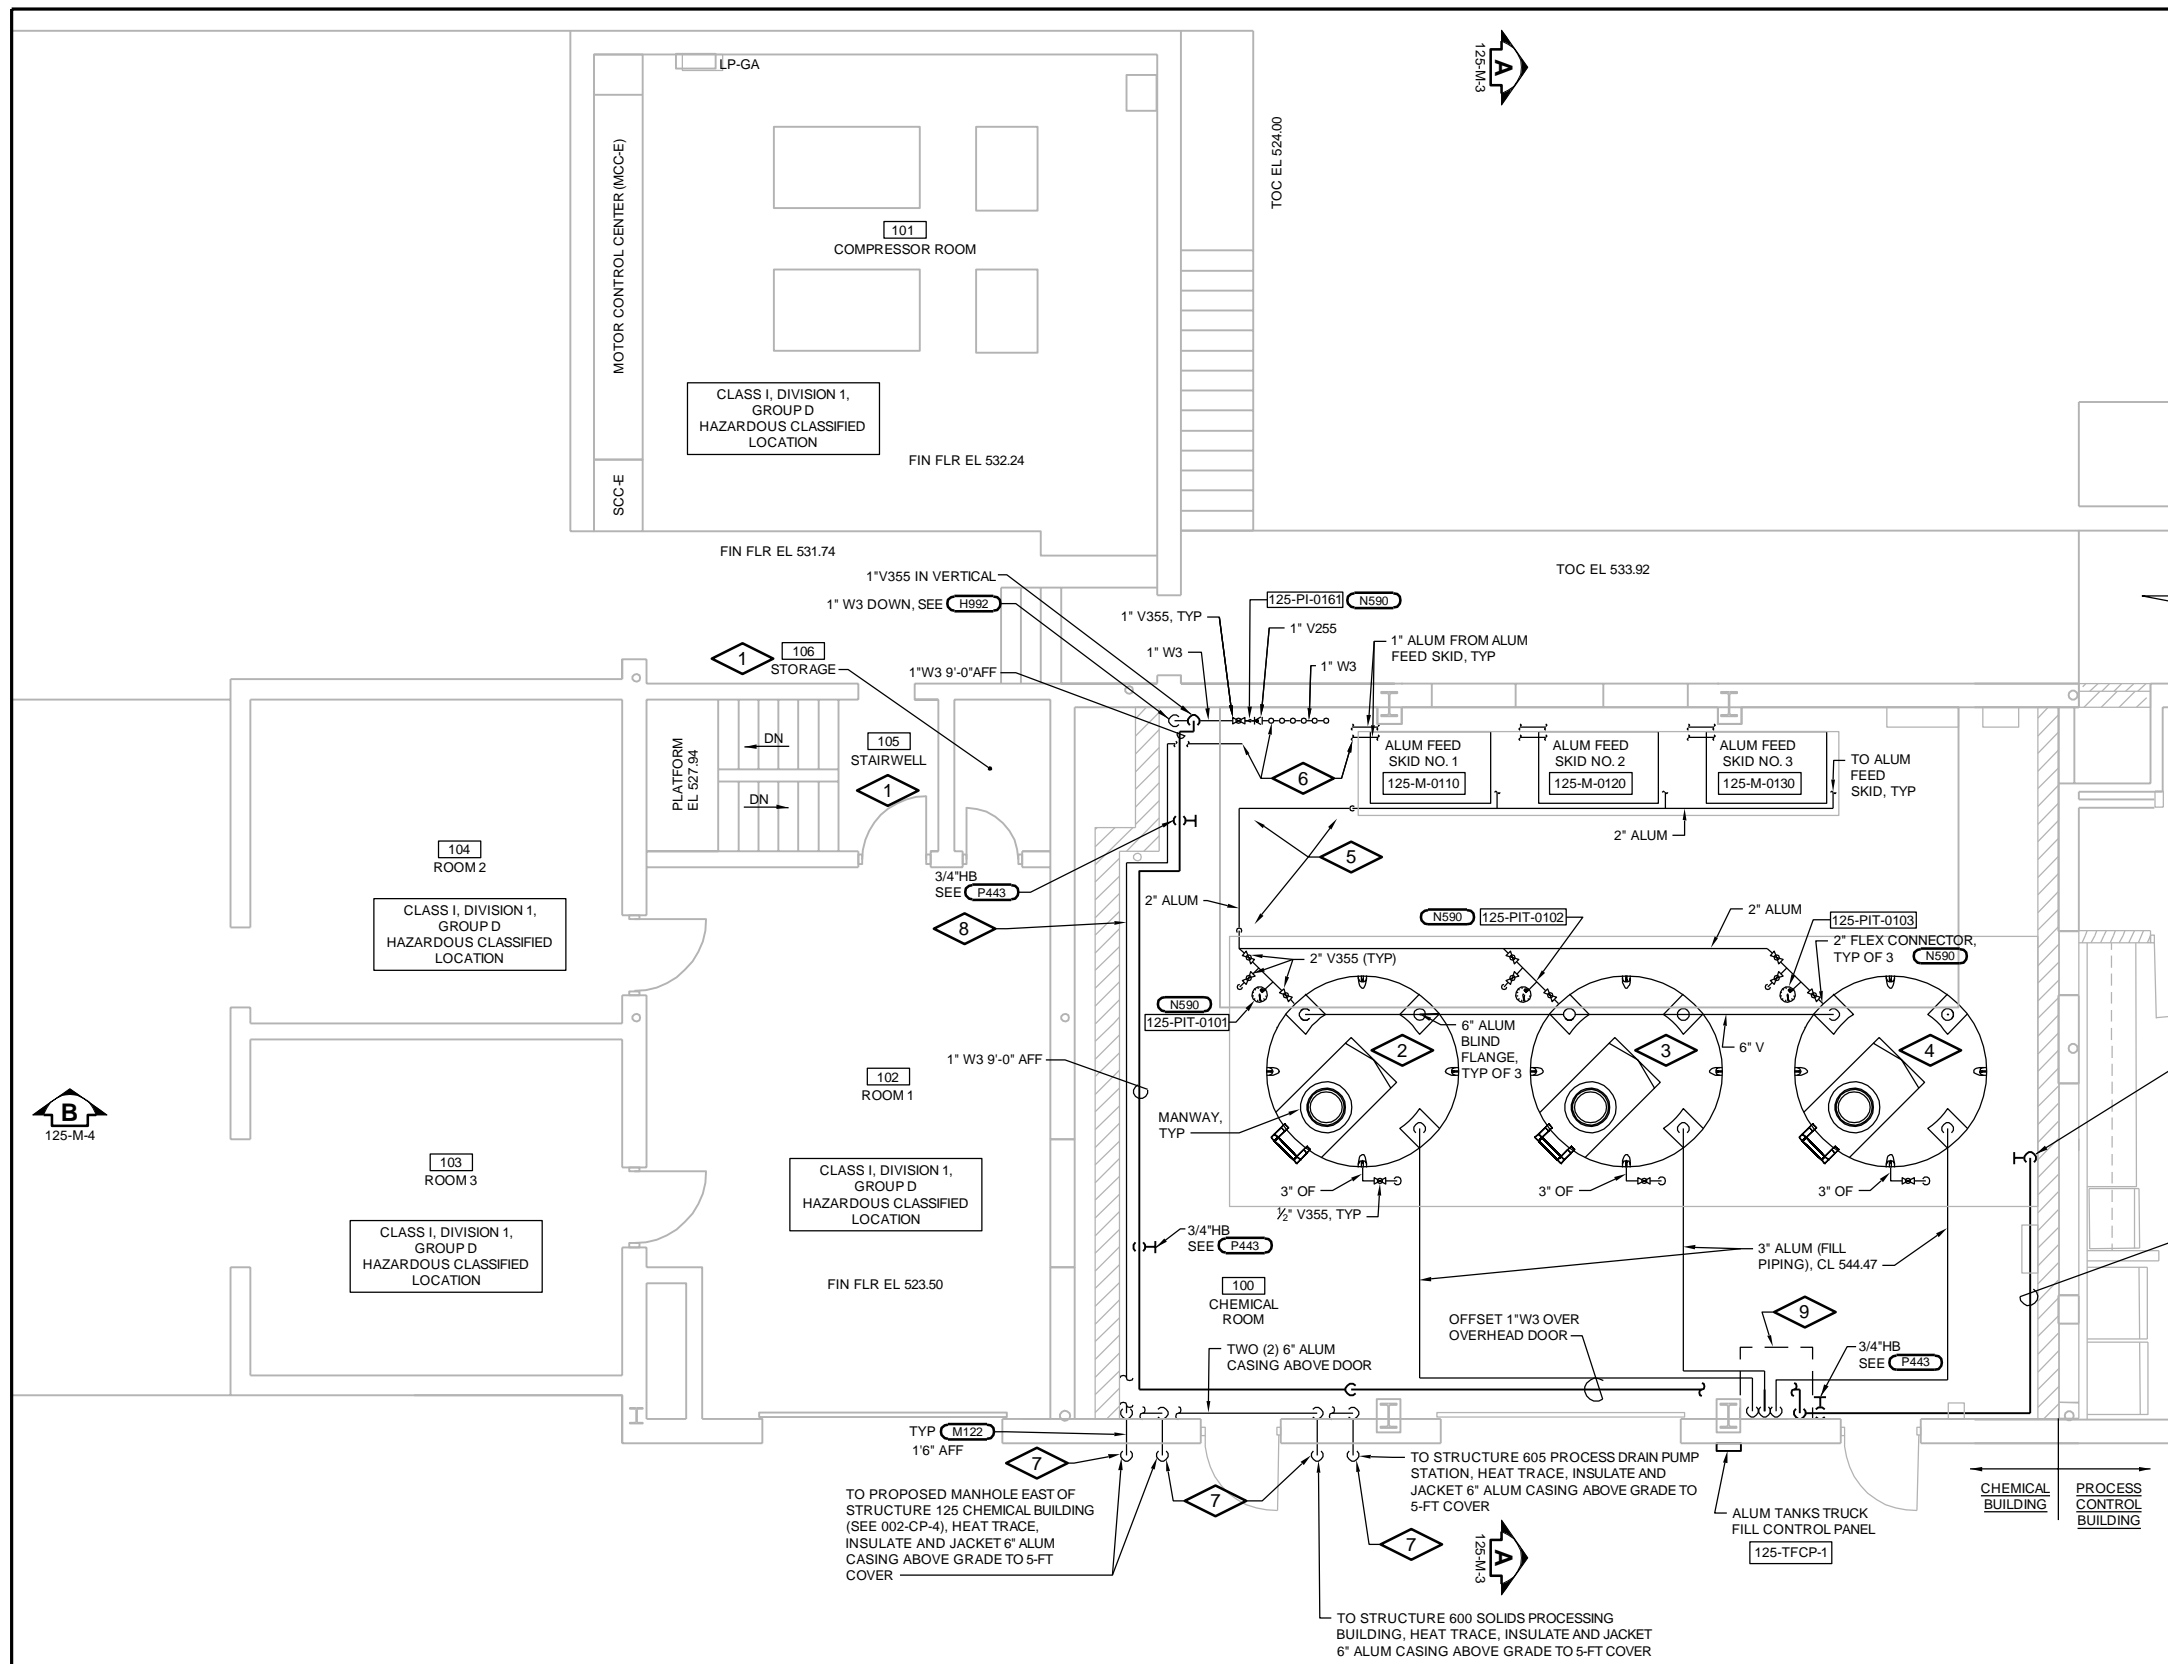 LP-GA
A
125-M-3
MOTOR CONTROL CENTER (MCC-E)
SCC-E
TOC EL 524.00
101
COMPRESSOR ROOM
CLASS I, DIVISION 1,
GROUP D
HAZARDOUS CLASSIFIED
LOCATION
FIN FLR EL 532.24
FIN FLR EL 531.74
TOC EL 533.92
1"V355 IN VERTICAL
1" W3 DOWN, SEE H992
1" V355, TYP
125-PI-0161 N590
1" V255
1" W3
1" W3
1" ALUM FROM ALUM
FEED SKID, TYP
1
106
STORAGE
1"W3 9'-0"AFF
PLATFORM
EL 527.94
DN
DN
105
STAIRWELL
1
6
ALUM FEED
SKID NO. 1
125-M-0110
ALUM FEED
SKID NO. 2
125-M-0120
ALUM FEED
SKID NO. 3
125-M-0130
TO ALUM
FEED
SKID, TYP
2" ALUM
5
104
ROOM 2
CLASS I, DIVISION 1,
GROUP D
HAZARDOUS CLASSIFIED
LOCATION
3/4"HB
SEE P443
8
2" ALUM
N590 125-PIT-0102
2" ALUM
125-PIT-0103
2" FLEX CONNECTOR,
TYP OF 3 N590
2" V355 (TYP)
N590
125-PIT-0101
6" ALUM
BLIND
FLANGE,
TYP OF 3
2
3
4
6" V
1" W3 9'-0" AFF
102
ROOM 1
MANWAY,
TYP
B
125-M-4
103
ROOM 3
CLASS I, DIVISION 1,
GROUP D
HAZARDOUS CLASSIFIED
LOCATION
CLASS I, DIVISION 1,
GROUP D
HAZARDOUS CLASSIFIED
LOCATION
FIN FLR EL 523.50
3" OF
½" V355, TYP
3" OF
3" OF
3/4"HB
SEE P443
3" ALUM (FILL
PIPING), CL 544.47
100
CHEMICAL
ROOM
OFFSET 1"W3 OVER
OVERHEAD DOOR
9
TWO (2) 6" ALUM
CASING ABOVE DOOR
3/4"HB
SEE P443
TYP M122
1'6" AFF
7
7
7
TO PROPOSED MANHOLE EAST OF
STRUCTURE 125 CHEMICAL BUILDING
(SEE 002-CP-4), HEAT TRACE,
INSULATE AND JACKET 6" ALUM
CASING ABOVE GRADE TO 5-FT
COVER
TO STRUCTURE 605 PROCESS DRAIN PUMP
STATION, HEAT TRACE, INSULATE AND
JACKET 6" ALUM CASING ABOVE GRADE TO
5-FT COVER
ALUM TANKS TRUCK
FILL CONTROL PANEL
125-TFCP-1
CHEMICAL
BUILDING
PROCESS
CONTROL
BUILDING
A
125-M-3
TO STRUCTURE 600 SOLIDS PROCESSING
BUILDING, HEAT TRACE, INSULATE AND JACKET
6" ALUM CASING ABOVE GRADE TO 5-FT COVER